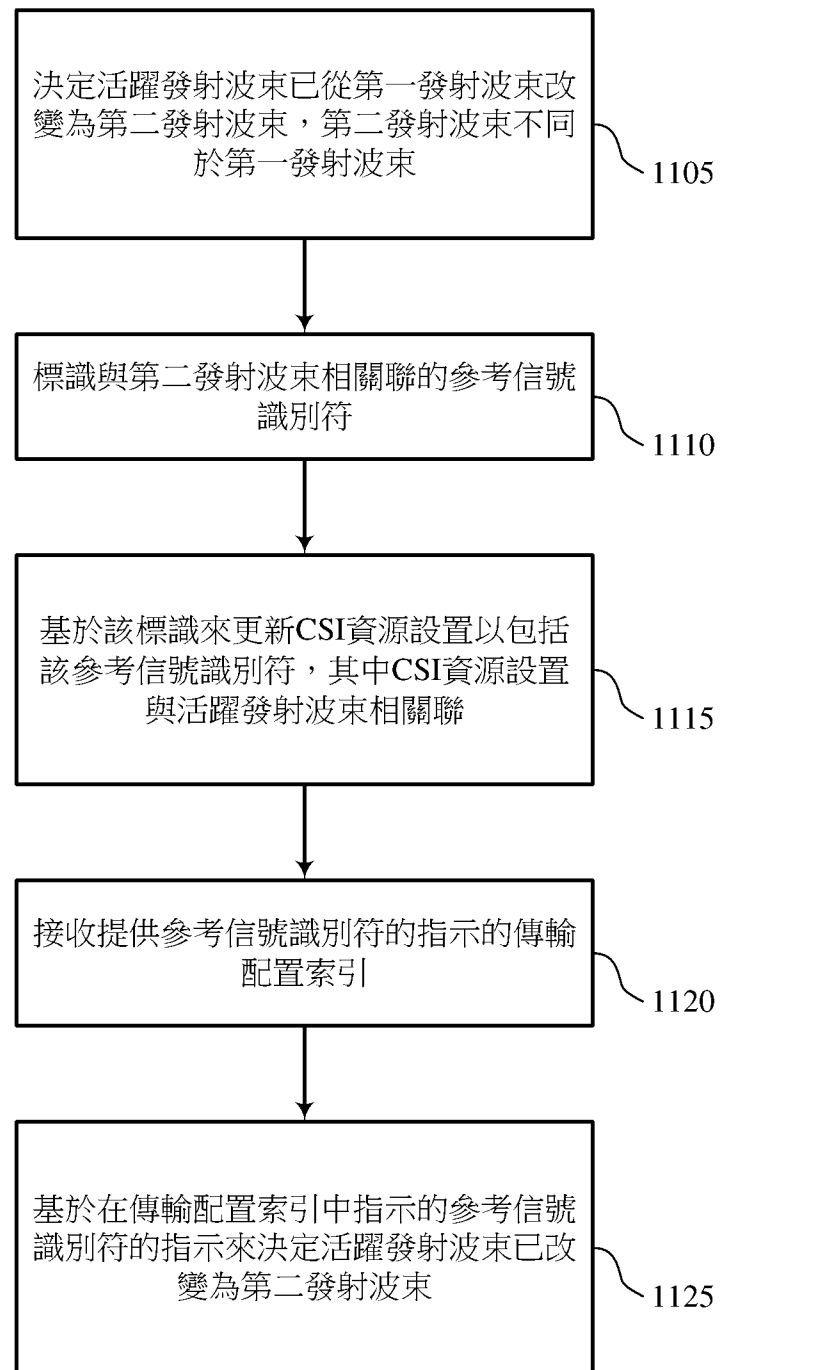 決定活躍發射波束已從第一發射波束改
變為第二發射波束，第二發射波束不同
於第一發射波束
1105
標識與第二發射波束相關聯的參考信號
識別符
1110
基於該標識來更新CSI資源設置以包括
該參考信號識別符，其中CSI資源設置
與活躍發射波束相關聯
1115
接收提供參考信號識別符的指示的傳輸
配置索引
1120
基於在傳輸配置索引中指示的參考信號
識別符的指示來決定活躍發射波束已改
變為第二發射波束
1125